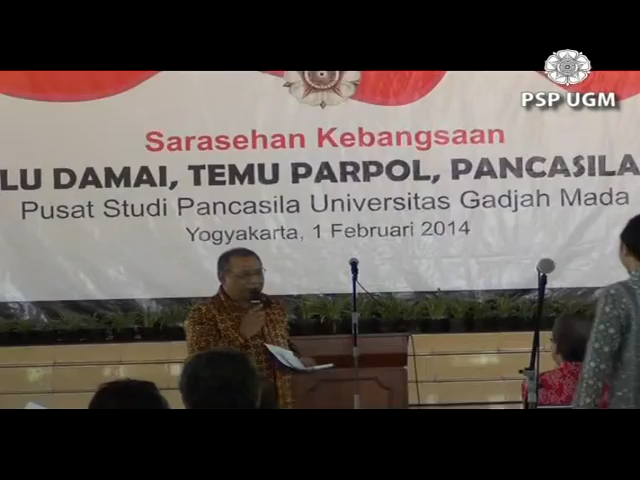 PSP UGM
Sarasehan Kebangsaan
LU DAMAI, TEMU PARPOL, PANCASILA
Pusat Studi Pancasila Universitas Gadjah Mada
Yogyakarta, 1 Februari 2014